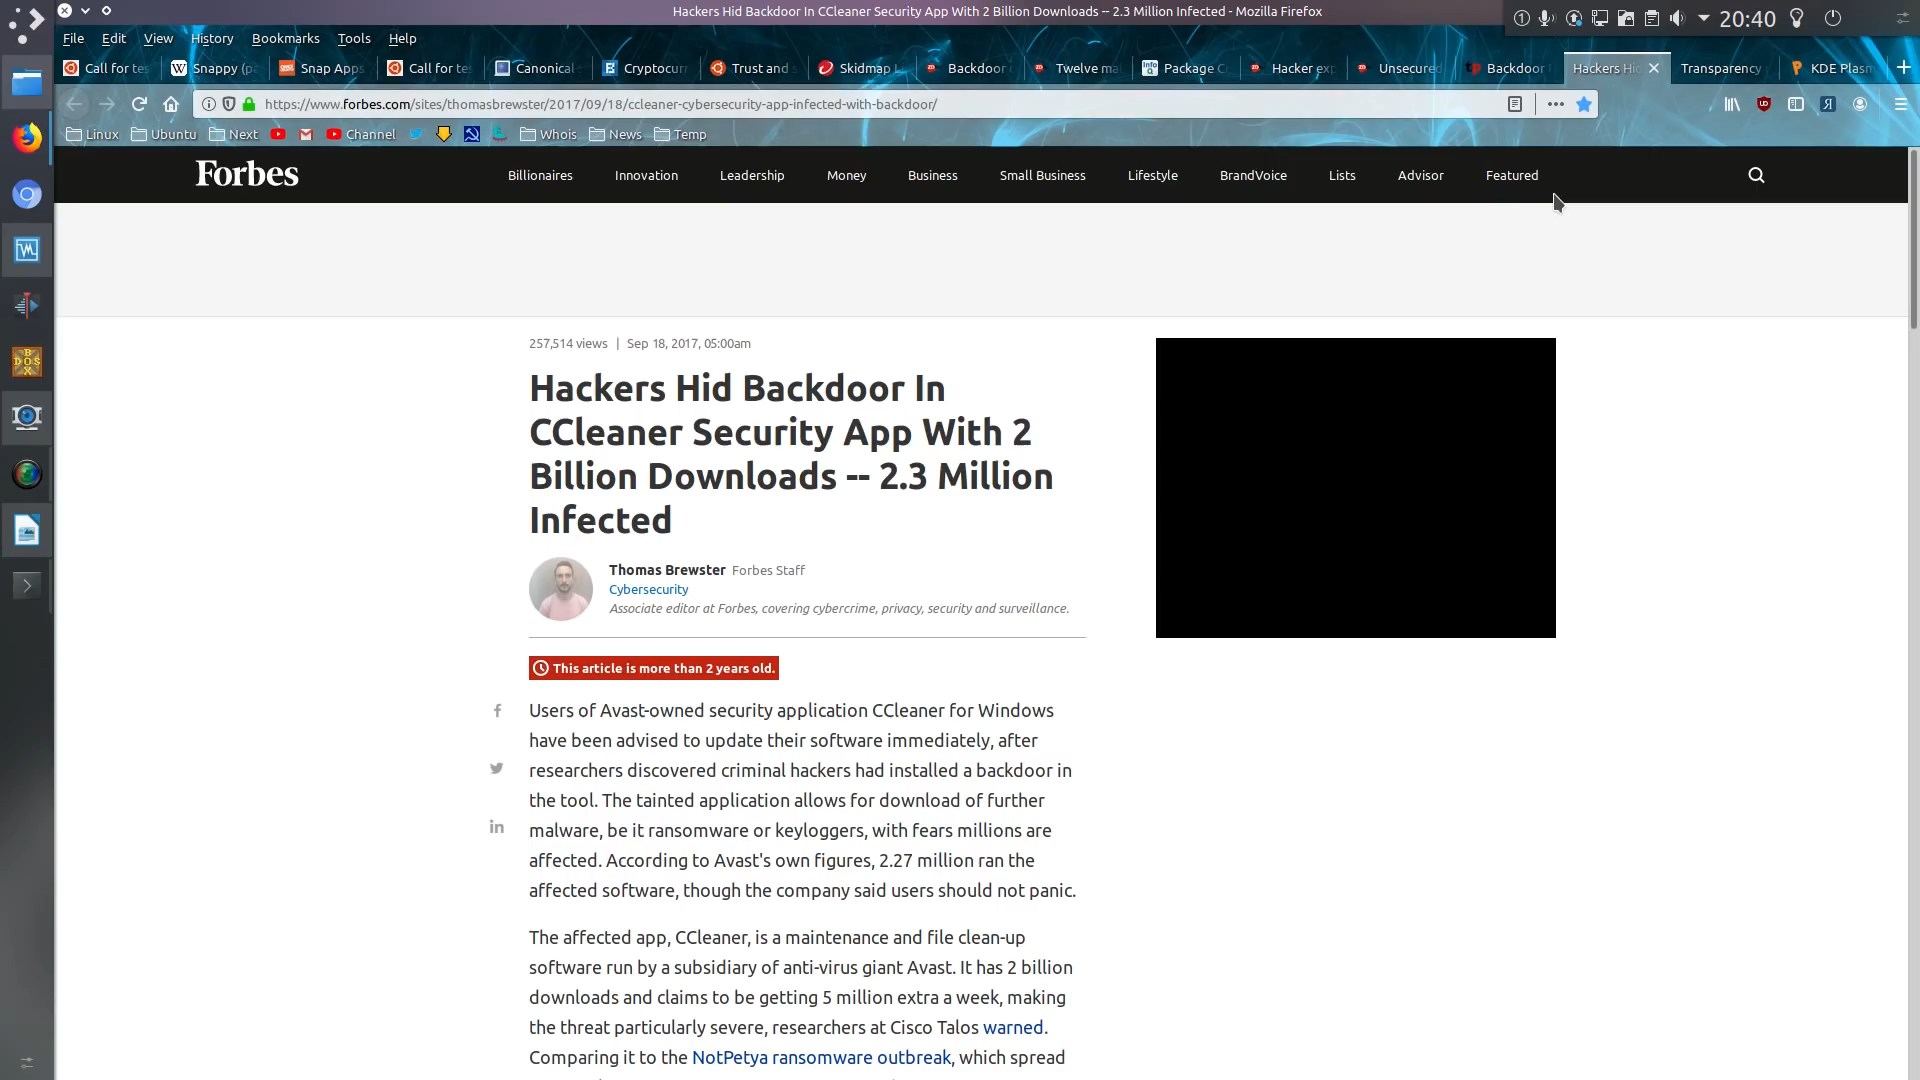 Hackers Hid Backdoor In CCleaner Security App With 2 Billion Downloads -- 2.3 Million Infected - Mozilla Firefox
20:40
File Edit View History Bookmarks Tools Help
Call for te Snappy (p Snap Apps Call for te Canonical Cryptocur Trust and Skidmap Backdoor Twelve ma Package C Hacker exp Unsecured Backdoor Hackers Hi Transparency KDE Plasm
https://www.forbes.com/sites/thomasbrewster/2017/09/18/ccleaner-cybersecurity-app-infected-with-backdoor/
Linux Ubuntu Next Channel Whois News Temp
Forbes Billionaires Innovation Leadership Money Business Small Business Lifestyle BrandVoice Lists Advisor Featured
257,514 views | Sep 18, 2017, 05:00am
Hackers Hid Backdoor In
CCleaner Security App With 2
Billion Downloads -- 2.3 Million
Infected
Thomas Brewster Forbes Staff
Cybersecurity
Associate editor at Forbes, covering cybercrime, privacy, security and surveillance.
This article is more than 2 years old.
Users of Avast-owned security application CCleaner for Windows
have been advised to update their software immediately, after
researchers discovered criminal hackers had installed a backdoor in
the tool. The tainted application allows for download of further
malware, be it ransomware or keyloggers, with fears millions are
affected. According to Avast's own figures, 2.27 million ran the
affected software, though the company said users should not panic.
The affected app, CCleaner, is a maintenance and file clean-up
software run by a subsidiary of anti-virus giant Avast. It has 2 billion
downloads and claims to be getting 5 million extra a week, making
the threat particularly severe, researchers at Cisco Talos warned.
Comparing it to the NotPetya ransomware outbreak, which spread